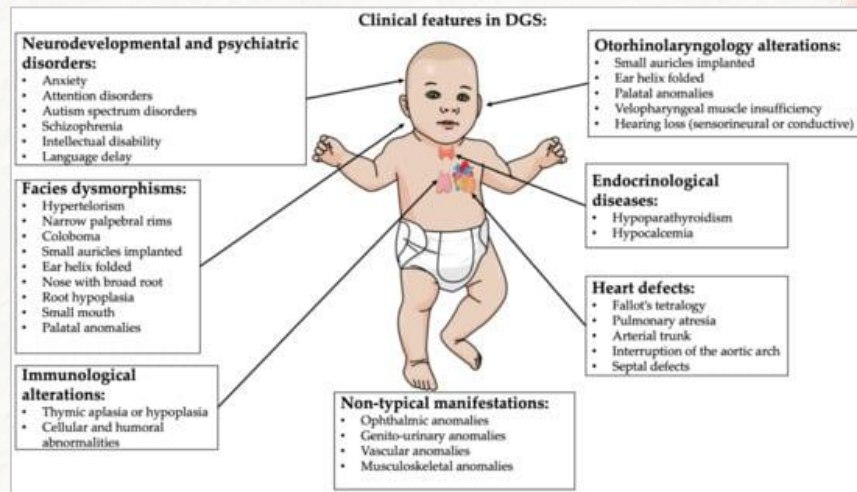 Clinical features in DGS:
Neurodevelopmental and psychiatric
disorders:
• Anxiety
• Attention disorders
• Autism spectrum disorders
• Schizophrenia
• Intellectual disability
• Language delay
Facies dysmorphisms:
• Hypertelorism
• Narrow palpebral rims
• Coloboma
• Small auricles implanted
• Ear helix folded
• Nose with broad root
• Root hypoplasia
• Small mouth
• Palatal anomalies
Immunological
alterations:
• Thymic aplasia or hypoplasia
• Cellular and humoral
abnormalities
Otorhinolaryngology alterations:
• Small auricles implanted
• Ear helix folded
• Palatal anomalies
• Velopharyngeal muscle insufficiency
• Hearing loss (sensorineural or conductive)
Endocrinological
diseases:
• Hypoparathyroidism
• Hypocalcemia
Heart defects:
• Fallot's tetralogy
• Pulmonary atresia
• Arterial trunk
• Interruption of the aortic arch
• Septal defects
Non-typical manifestations:
• Ophthalmic anomalies
• Genito-urinary anomalies
• Vascular anomalies
• Musculoskeletal anomalies